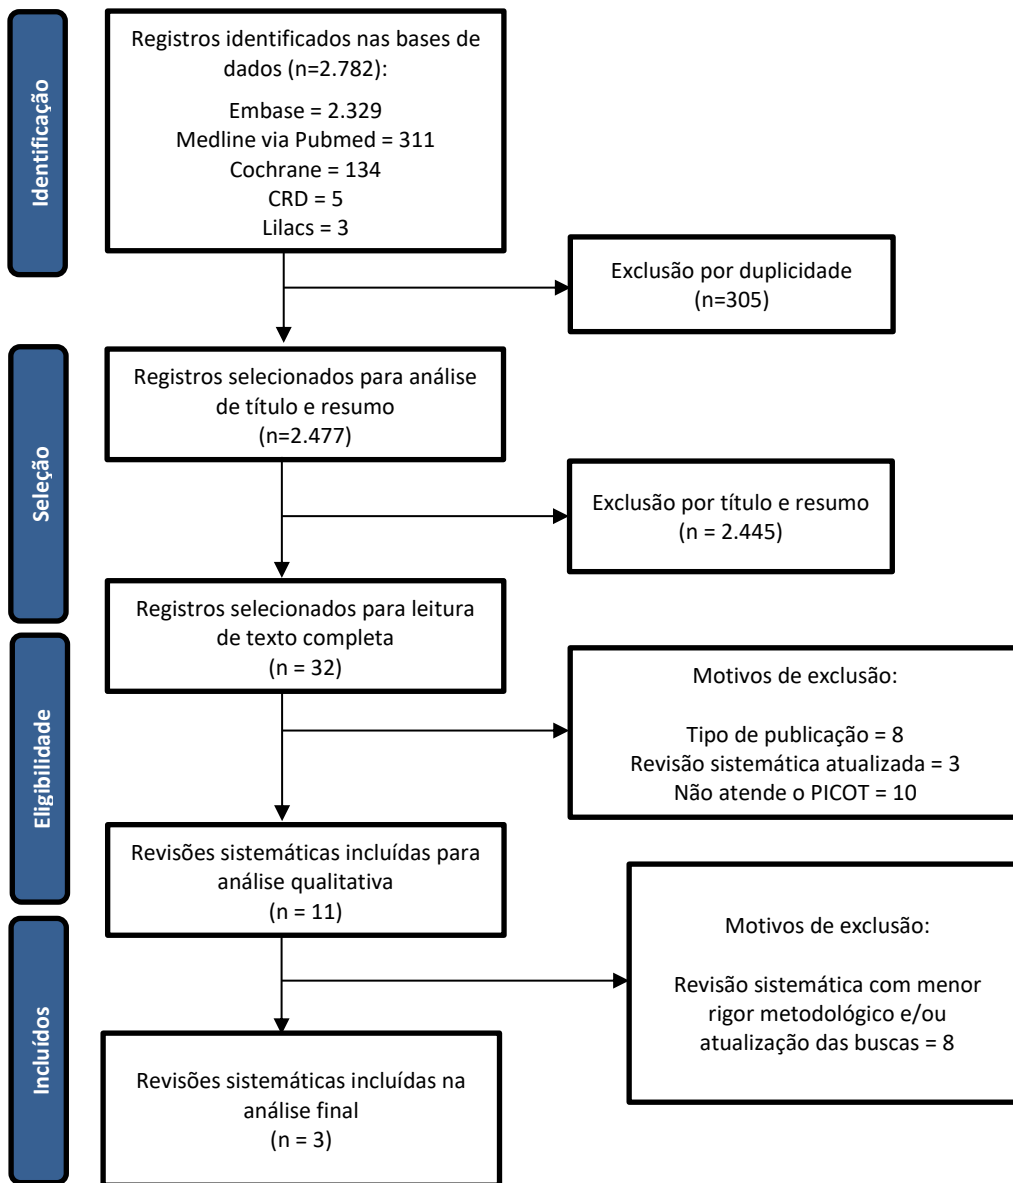 Identificação
Registros identificados nas bases de
dados (n=2.782):
Embase = 2.329
Medline via Pubmed = 311
Cochrane = 134
CRD = 5
Lilacs = 3
Exclusão por duplicidade
(n=305)
Seleção
Registros selecionados para análise
de título e resumo
(n=2.477)
Exclusão por título e resumo
(n = 2.445)
Registros selecionados para leitura
de texto completa
(n = 32)
Eligibilidade
Motivos de exclusão:
Tipo de publicação = 8
Revisão sistemática atualizada = 3
Não atende o PICOT = 10
Revisões sistemáticas incluídas para
análise qualitativa
(n = 11)
Incluídos
Motivos de exclusão:
Revisão sistemática com menor
rigor metodológico e/ou
atualização das buscas = 8
Revisões sistemáticas incluídas na
análise final
(n = 3)